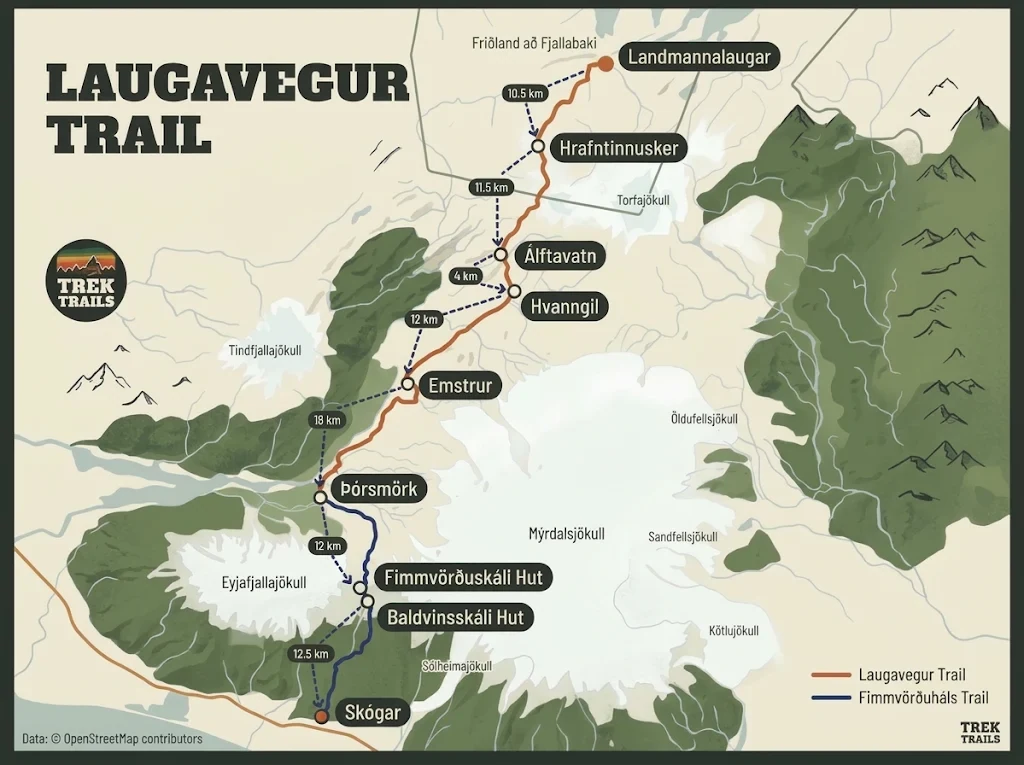 LAUGAVEGUR
TRAIL
Friðland að Fjallabaki
Landmannalaugar
10.5 km
Hrafntinnusker
11.5 km
Torfajökull
Álftavatn
4 km
Hvanngil
TREK
TRAILS
12 km
Tindfjallajökull
Emstrur
18 km
Öldufellsjökull
Þórsmörk
Mýrdalsjökull
Sandfellsjökull
12 km
Eyjafjallajökull
Fimmvörðuskáli Hut
Baldvinsskáli Hut
Kötlujökull
12.5 km
Sólheimajökull
Laugavegur Trail
Fimmvörðuháls Trail
Skógar
Data: © OpenStreetMap contributors
TREK
TRAILS